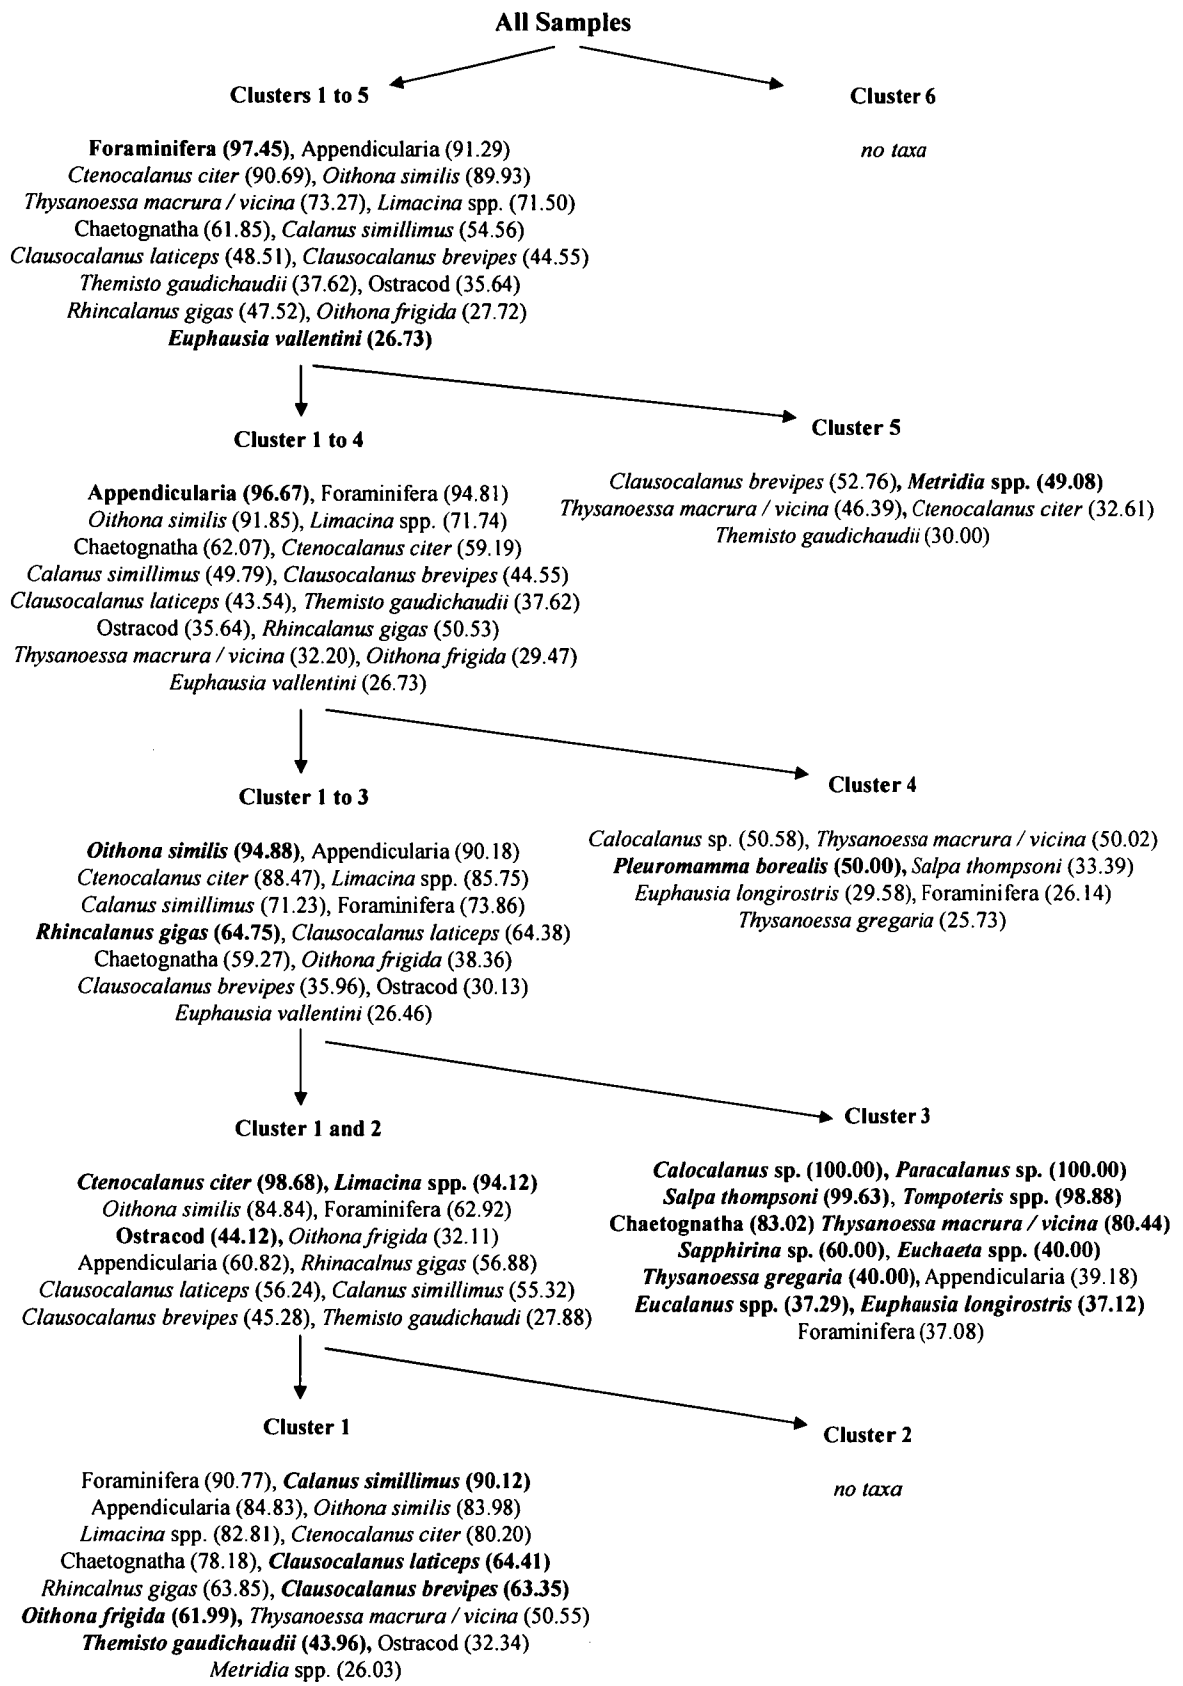 All Samples
Clusters 1 to 5
Foraminifera (97.45), Appendicularia (91.29)
Ctenocalanus citer (90.69), Oithona similis (89.93)
Thysanoessa macrura / vicina (73.27), Limacina spp. (71.50)
Chaetognatha (61.85), Calanus simillimus (54.56)
Clausocalanus laticeps (48.51), Clausocalanus brevipes (44.55)
Themisto gaudichaudii (37.62), Ostracod (35.64)
Rhincalanus gigas (47.52), Oithona frigida (27.72)
Euphausia vallentini (26.73)
Cluster 6
no taxa
Cluster 1 to 4
Appendicularia (96.67), Foraminifera (94.81)
Oithona similis (91.85), Limacina spp. (71.74)
Chaetognatha (62.07), Ctenocalanus citer (59.19)
Calanus simillimus (49.79), Clausocalanus brevipes (44.55)
Clausocalanus laticeps (43.54), Themisto gaudichaudii (37.62)
Ostracod (35.64), Rhincalanus gigas (50.53)
Thysanoessa macrura / vicina (32.20), Oithona frigida (29.47)
Euphausia vallentini (26.73)
Cluster 5
Clausocalanus brevipes (52.76), Metridia spp. (49.08)
Thysanoessa macrura / vicina (46.39), Ctenocalanus citer (32.61)
Themisto gaudichaudii (30.00)
Cluster 1 to 3
Oithona similis (94.88), Appendicularia (90.18)
Ctenocalanus citer (88.47), Limacina spp. (85.75)
Calanus simillimus (71.23), Foraminifera (73.86)
Rhincalanus gigas (64.75), Clausocalanus laticeps (64.38)
Chaetognatha (59.27), Oithona frigida (38.36)
Clausocalanus brevipes (35.96), Ostracod (30.13)
Euphausia vallentini (26.46)
Cluster 4
Calocalanus sp. (50.58), Thysanoessa macrura / vicina (50.02)
Pleuromamma borealis (50.00), Salpa thompsoni (33.39)
Euphausia longirostris (29.58), Foraminifera (26.14)
Thysanoessa gregaria (25.73)
Cluster 1 and 2
Ctenocalanus citer (98.68), Limacina spp. (94.12)
Oithona similis (84.84), Foraminifera (62.92)
Ostracod (44.12), Oithona frigida (32.11)
Appendicularia (60.82), Rhinacalnus gigas (56.88)
Clausocalanus laticeps (56.24), Calanus simillimus (55.32)
Clausocalanus brevipes (45.28), Themisto gaudichaudi (27.88)
Cluster 3
Calocalanus sp. (100.00), Paracalanus sp. (100.00)
Salpa thompsoni (99.63), Tompoteris spp. (98.88)
Chaetognatha (83.02) Thysanoessa macrura / vicina (80.44)
Sapphirina sp. (60.00), Euchaeta spp. (40.00)
Thysanoessa gregaria (40.00), Appendicularia (39.18)
Eucalanus spp. (37.29), Euphausia longirostris (37.12)
Foraminifera (37.08)
Cluster 1
Foraminifera (90.77), Calanus simillimus (90.12)
Appendicularia (84.83), Oithona similis (83.98)
Limacina spp. (82.81), Ctenocalanus citer (80.20)
Chaetognatha (78.18), Clausocalanus laticeps (64.41)
Rhincalnus gigas (63.85), Clausocalanus brevipes (63.35)
Oithona frigida (61.99), Thysanoessa macrura / vicina (50.55)
Themisto gaudichaudii (43.96), Ostracod (32.34)
Metridia spp. (26.03)
Cluster 2
no taxa